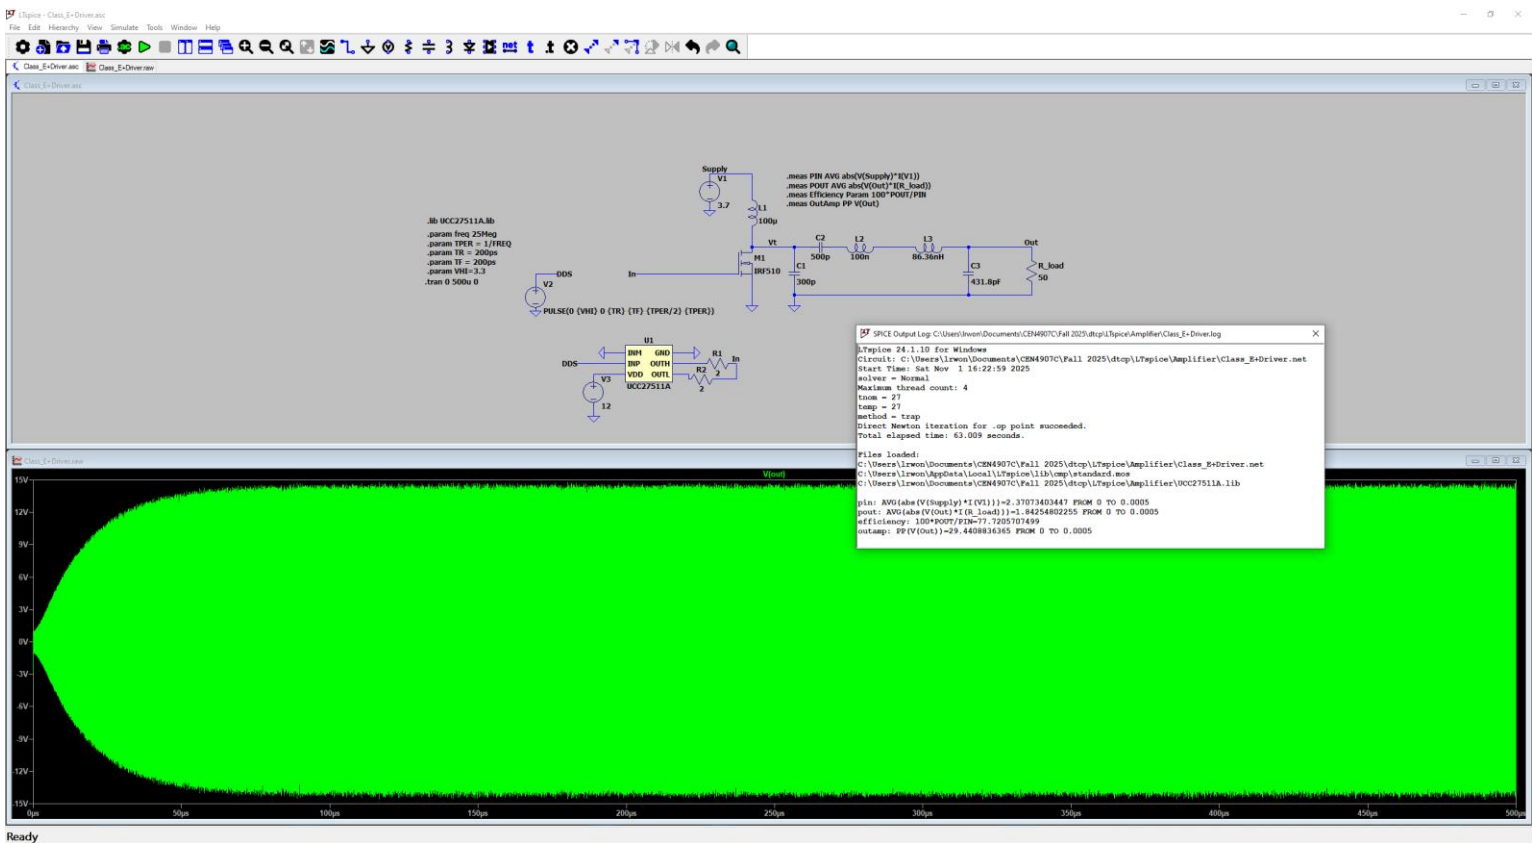 LTspice - Class_E+Driver.asc
File Edit Hierarchy View Simulate Tools Window Help
Class_E+Driver.asc Class_E+Driver.raw
Class_E+Driver.asc
Supply
V1
3.7
.meas PIN AVG abs(V(Supply)*I(V1))
.meas POUT AVG abs(V(Out)*I(R_load))
.meas Efficiency Param 100*POUT/PIN
.meas OutAmp PP V(Out)
L1
100µ
.lib UCC27511A.lib
.param freq 25Meg
.param TPER = 1/FREQ
.param TR = 200ps
.param TF = 200ps
.param VHI=3.3
.tran 0 500u 0
Vt
C2
500p
L2
100n
L3
86.36nH
Out
M1
IRF510
C1
300p
C3
431.8pF
R_load
50
DDS
In
V2
PULSE(0 {VHI} 0 {TR} {TF} {TPER/2} {TPER})
U1
INM GND
INP OUTH
VDD OUTL
UCC27511A
DDS
R1
2
In
R2
2
V3
12
SPICE Output Log: C:\Users\lrwon\Documents\CEN4907C\Fall 2025\dtcp\LTspice\Amplifier\Class_E+Driver.log
LTspice 24.1.10 for Windows
Circuit: C:\Users\lrwon\Documents\CEN4907C\Fall 2025\dtcp\LTspice\Amplifier\Class_E+Driver.net
Start Time: Sat Nov 1 16:22:59 2025
solver = Normal
Maximum thread count: 4
tnom = 27
temp = 27
method = trap
Direct Newton iteration for .op point succeeded.
Total elapsed time: 63.009 seconds.
Files loaded:
C:\Users\lrwon\Documents\CEN4907C\Fall 2025\dtcp\LTspice\Amplifier\Class_E+Driver.net
C:\Users\lrwon\AppData\Local\LTspice\lib\cmp\standard.mos
C:\Users\lrwon\Documents\CEN4907C\Fall 2025\dtcp\LTspice\Amplifier\UCC27511A.lib
pin: AVG(abs(V(Supply)*I(V1)))=2.37073403447 FROM 0 TO 0.0005
pout: AVG(abs(V(Out)*I(R_load)))=1.84254802255 FROM 0 TO 0.0005
efficiency: 100*POUT/PIN=77.7205707499
outamp: PP(V(Out))=29.4408836365 FROM 0 TO 0.0005
Class_E+Driver.raw
V(out)
15V
12V
9V
6V
3V
0V
-3V
-6V
-9V
-12V
-15V
0µs 50µs 100µs 150µs 200µs 250µs 300µs 350µs 400µs 450µs 500µs
Ready